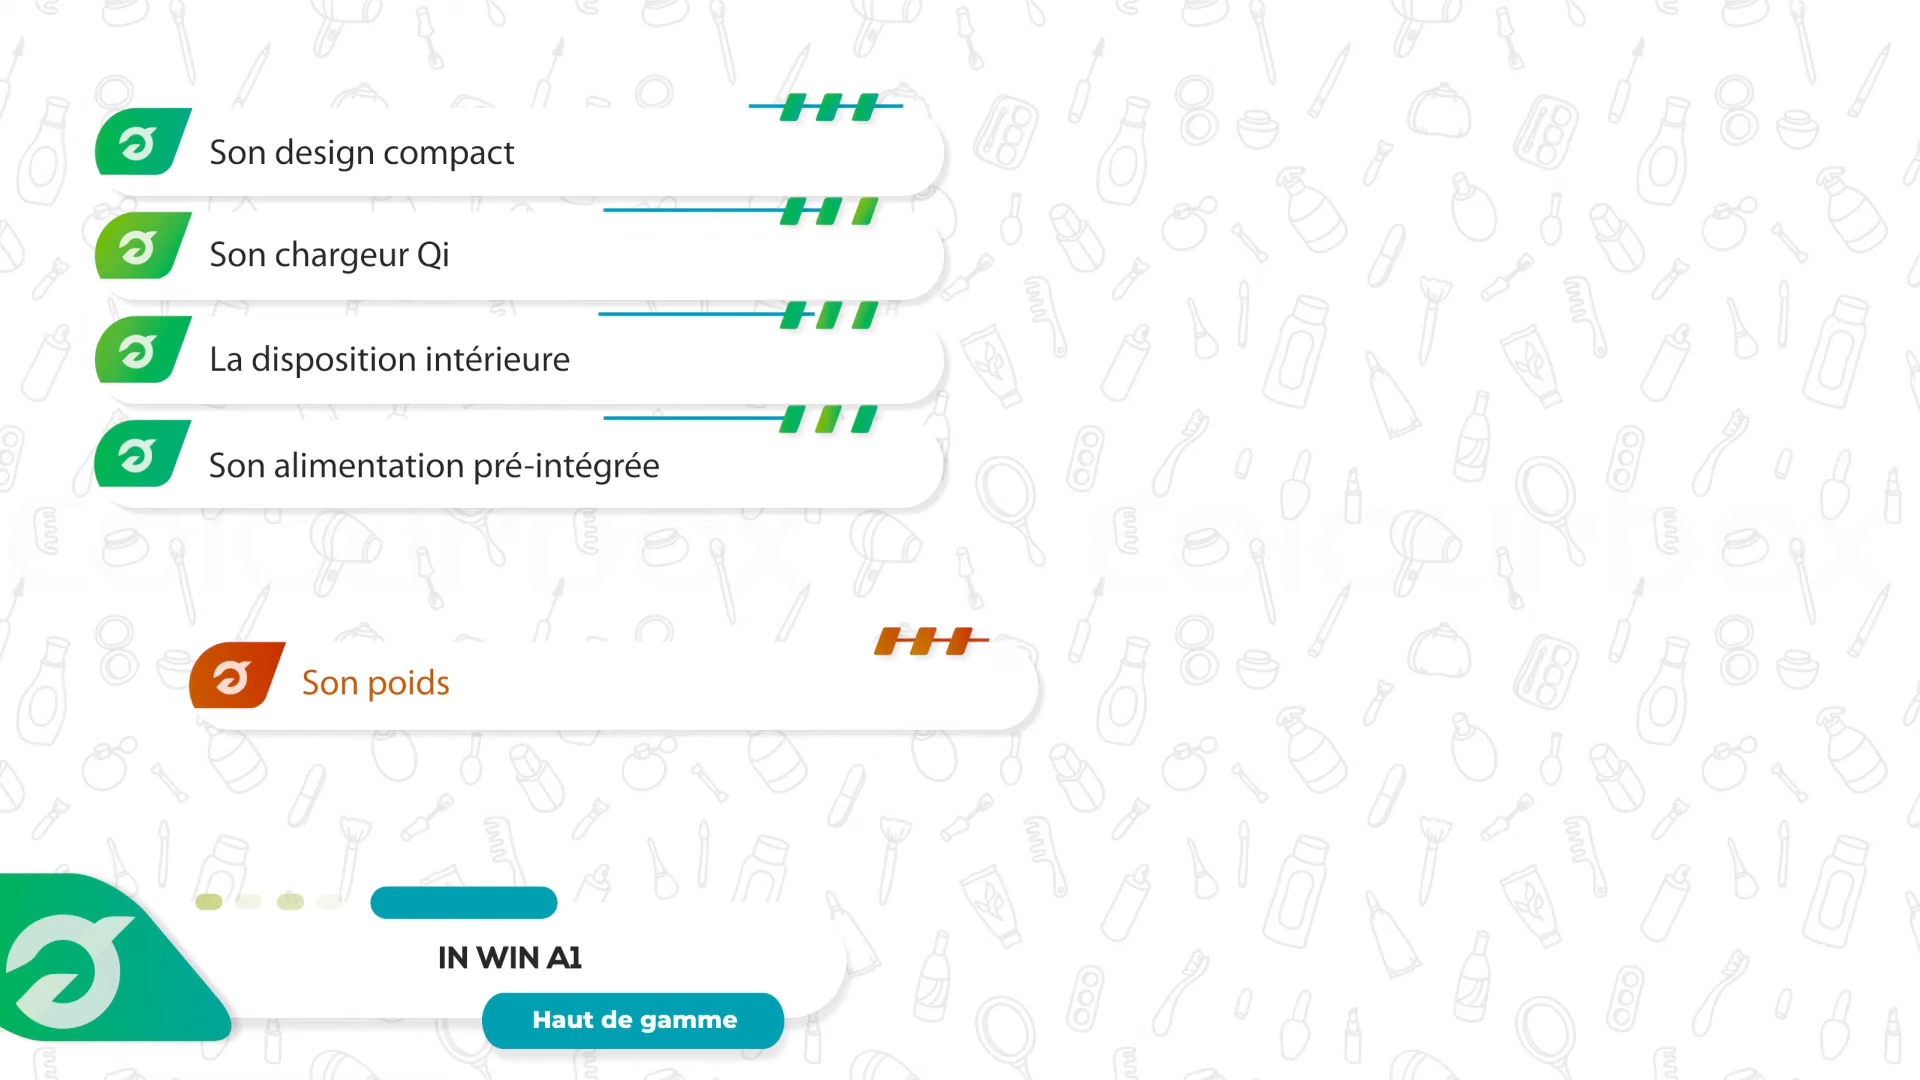 Son design compact
Son chargeur Qi
La disposition intérieure
Son alimentation pré-intégrée
Son poids
IN WIN A1
Haut de gamme